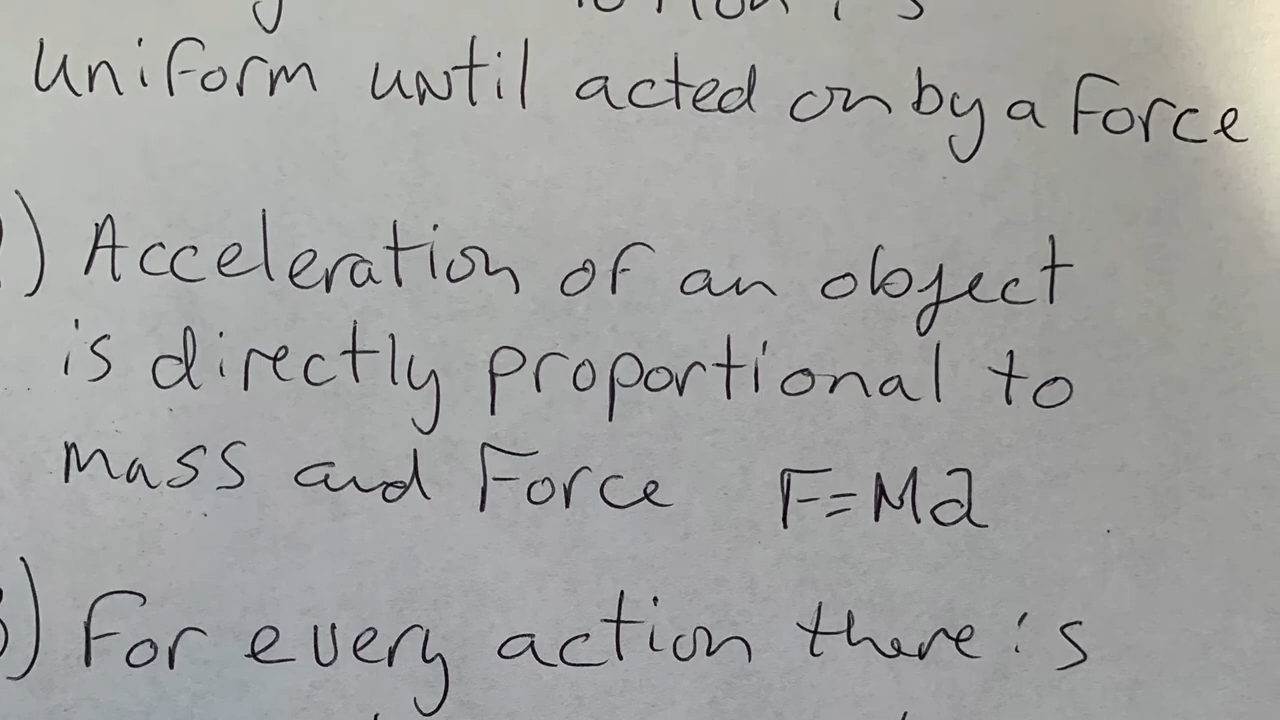 uniform until acted on by a force
) Acceleration of an object
is directly proportional to
mass and Force F=Ma
) For every action there is